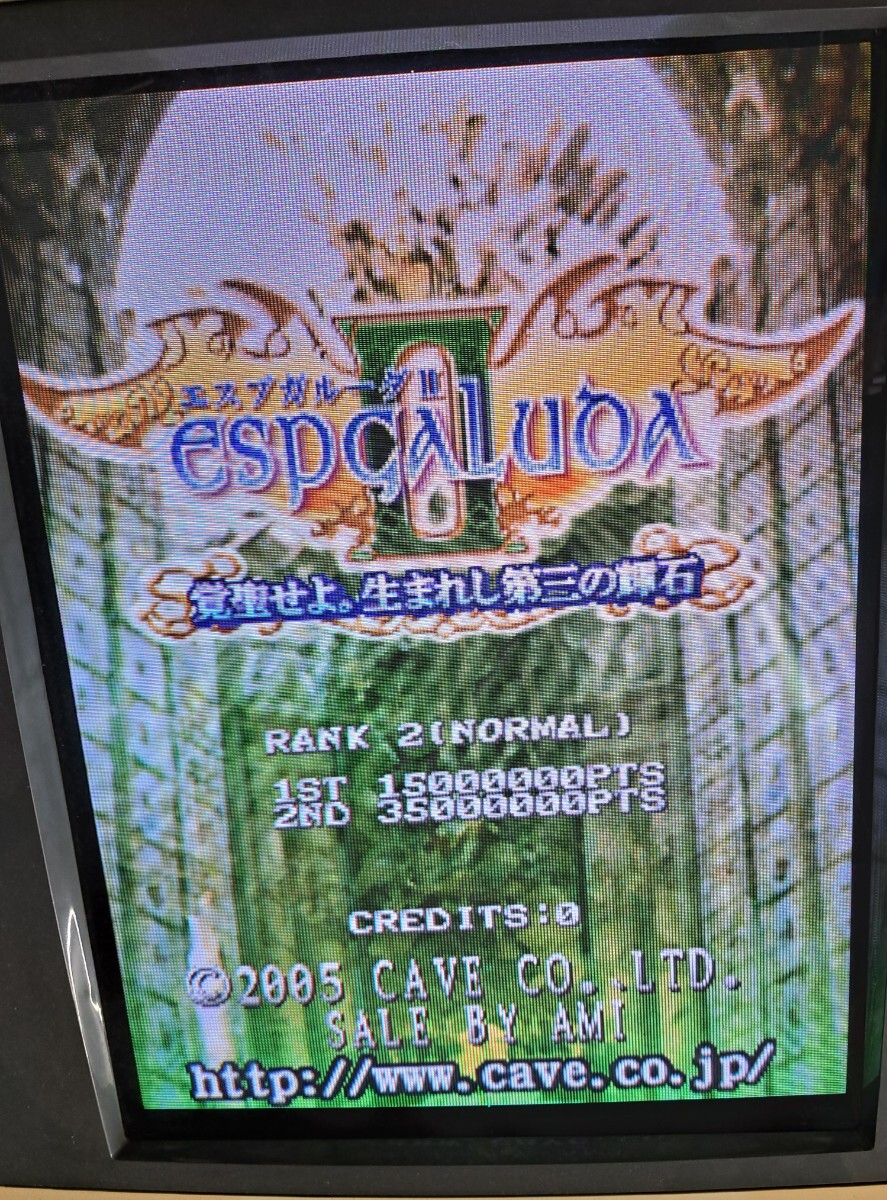 エスプガルーダII
ESPGALUDA
II
覚聖せよ。生まれし第三の輝石
RANK 2(NORMAL)
1ST 15000000PTS
2ND 35000000PTS
CREDITS:0
©2005 CAVE CO.,LTD.
SALE BY AMI
http://www.cave.co.jp/